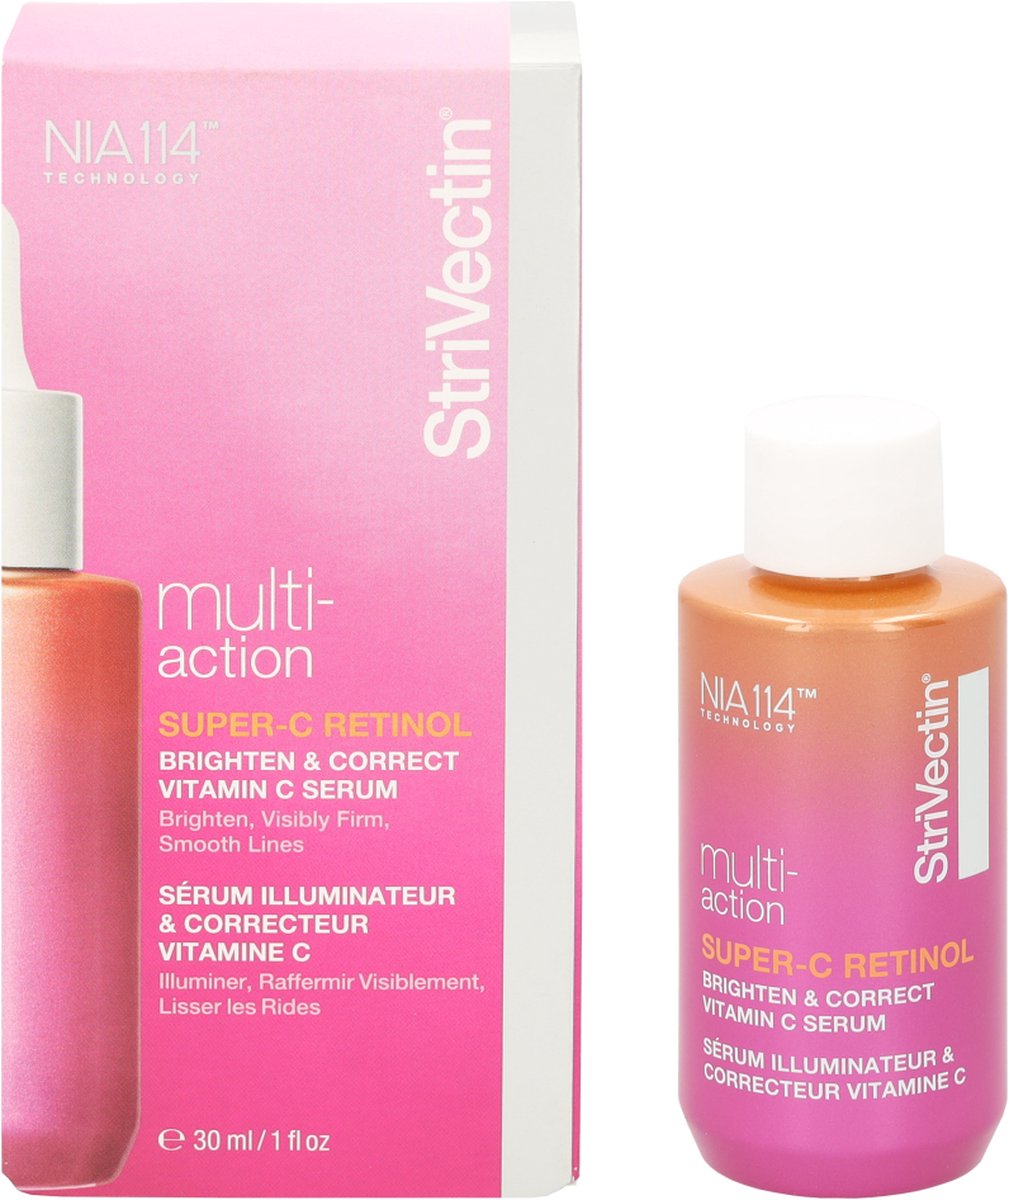 NIA114™
TECHNOLOGY
StriVectin®
multi-
action
SUPER-C RETINOL
BRIGHTEN & CORRECT
VITAMIN C SERUM
Brighten, Visibly Firm,
Smooth Lines
SÉRUM ILLUMINATEUR
& CORRECTEUR
VITAMINE C
Illuminer, Raffermir Visiblement,
Lisser les Rides
℮ 30 ml / 1 fl oz
NIA114™
TECHNOLOGY
StriVectin®
multi-
action
SUPER-C RETINOL
BRIGHTEN & CORRECT
VITAMIN C SERUM
SÉRUM ILLUMINATEUR &
CORRECTEUR VITAMINE C